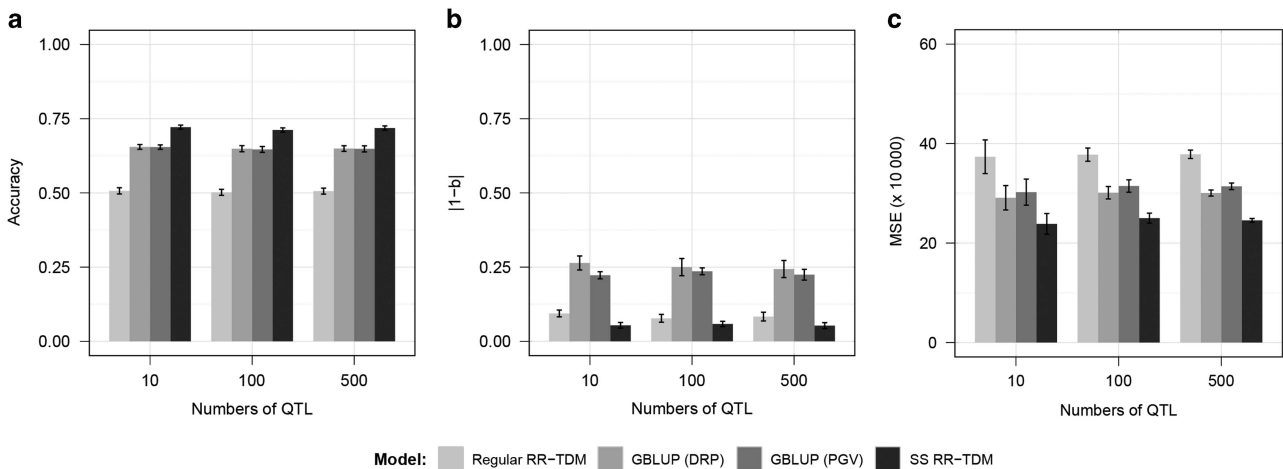 a
1.00
0.75
0.50
0.25
0.00
Accuracy
10 100 500
Numbers of QTL
b
1.00
0.75
0.50
0.25
0.00
|1−b|
10 100 500
Numbers of QTL
c
60
40
20
0
MSE (x 10 000)
10 100 500
Numbers of QTL
Model: Regular RR−TDM GBLUP (DRP) GBLUP (PGV) SS RR−TDM